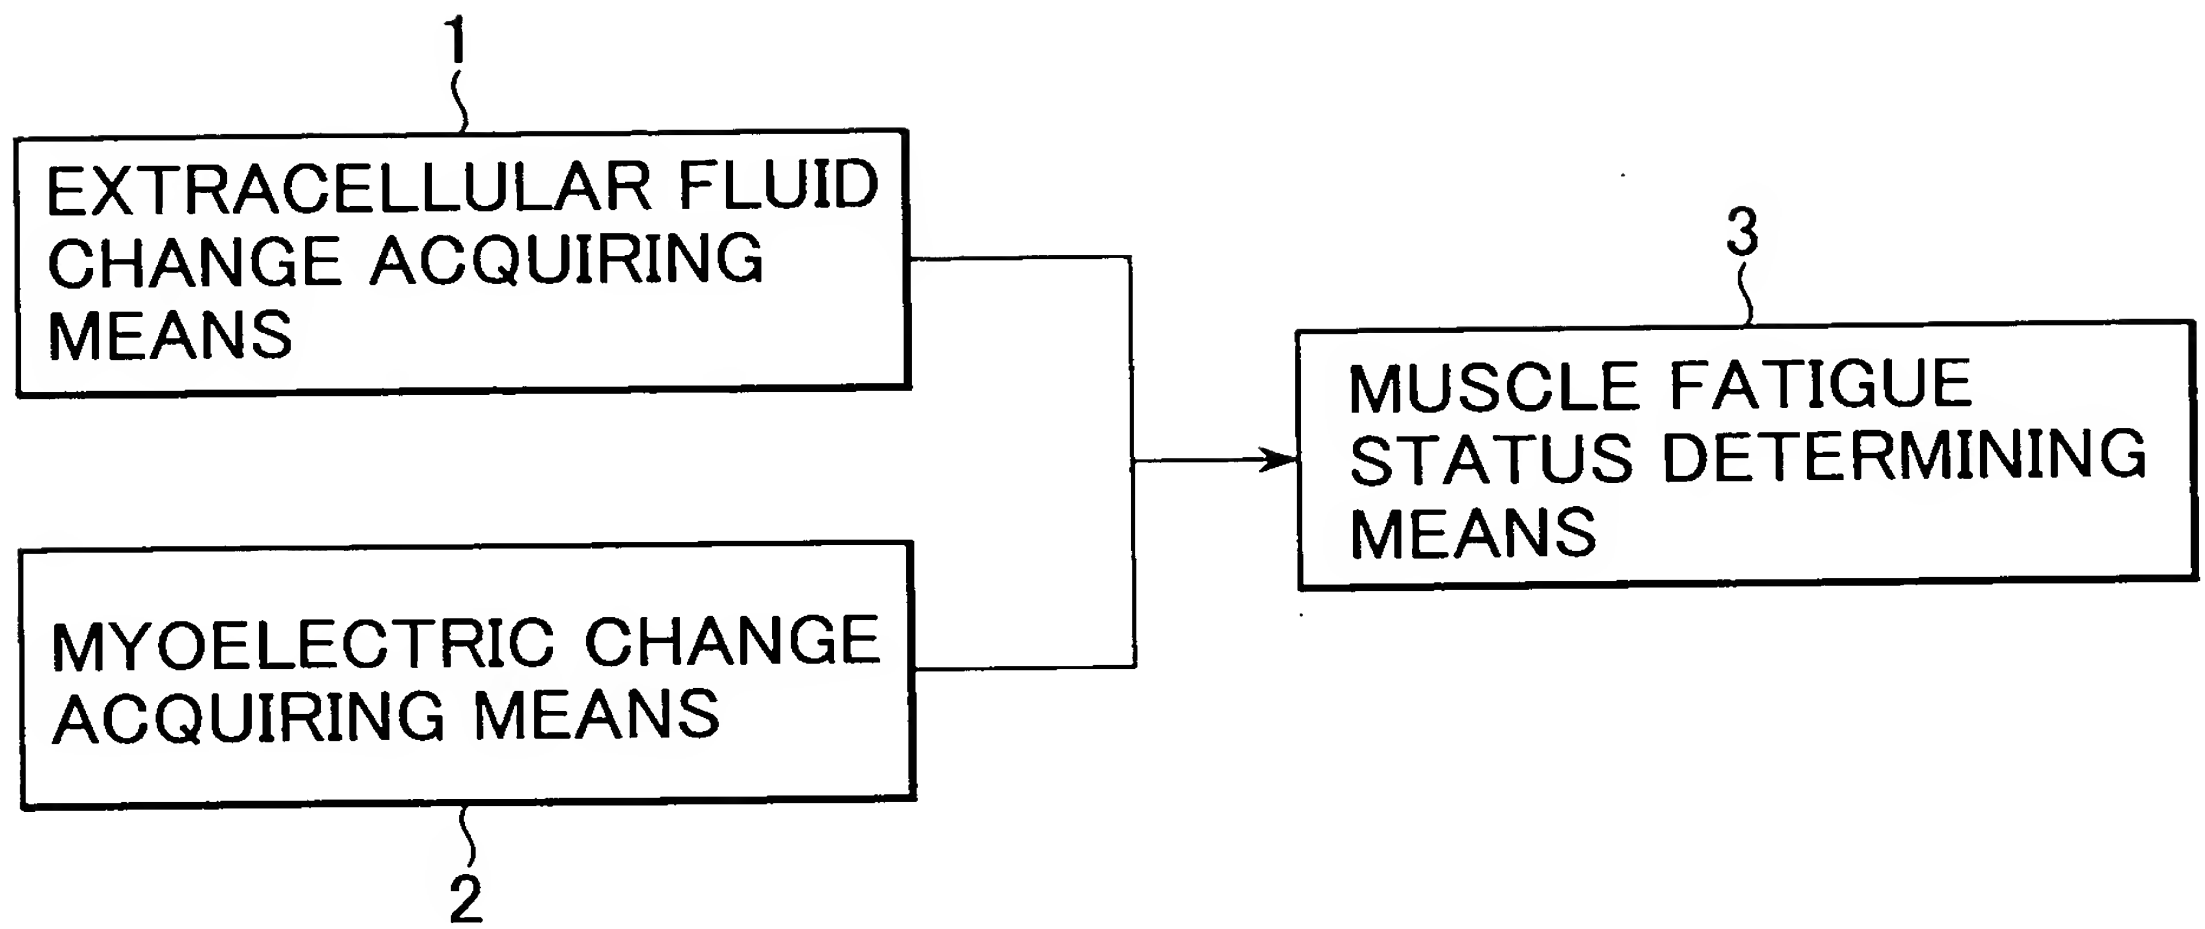 1
EXTRACELLULAR FLUID
CHANGE ACQUIRING
MEANS
3
MUSCLE FATIGUE
STATUS DETERMINING
MEANS
MYOELECTRIC CHANGE
ACQUIRING MEANS
2